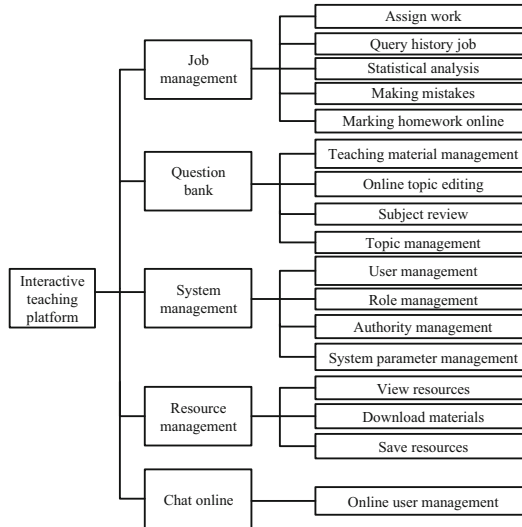 Interactive
teaching
platform
Job
management
Assign work
Query history job
Statistical analysis
Making mistakes
Marking homework online
Question
bank
Teaching material management
Online topic editing
Subject review
Topic management
System
management
User management
Role management
Authority management
System parameter management
Resource
management
View resources
Download materials
Save resources
Chat online
Online user management